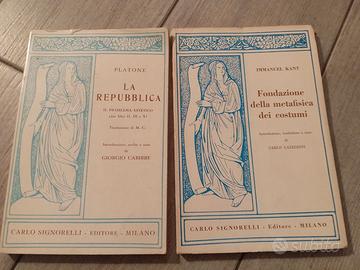 PLATONE
LA
REPUBBLICA
IL PROBLEMA ESTETICO
Traduzione di M. C.
Introduzione, scelta e note
di
GIORGIO CABIBBE
CARLO SIGNORELLI - EDITORE - MILANO
IMMANUEL KANT
Fondazione
della metafisica
dei costumi
Introduzione, traduzione e note
di
CARLO
CARLO SIGNORELLI - Editore - MILANO
subito